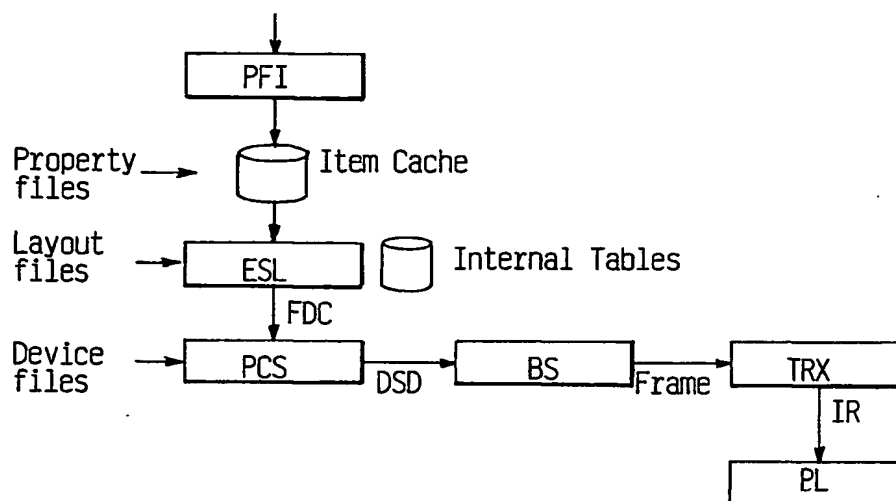 PFI
Property
files
Item Cache
Layout
files
ESL
Internal Tables
FDC
Device
files
PCS
DSD
BS
Frame
TRX
IR
PL